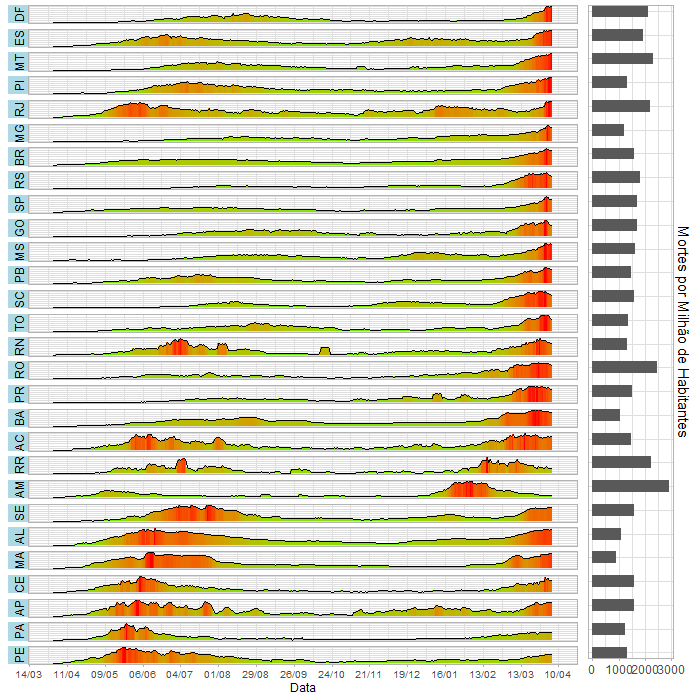 DF
ES
MT
PI
RJ
MG
BR
RS
SP
GO
MS
PB
SC
TO
RN
RO
PR
BA
AC
RR
AM
SE
AL
MA
CE
AP
PA
PE
14/03 11/04 09/05 06/06 04/07 01/08 29/08 26/09 24/10 21/11 19/12 16/01 13/02 13/03 10/04
Data
0 1000 2000 3000
Mortes por Milhão de Habitantes